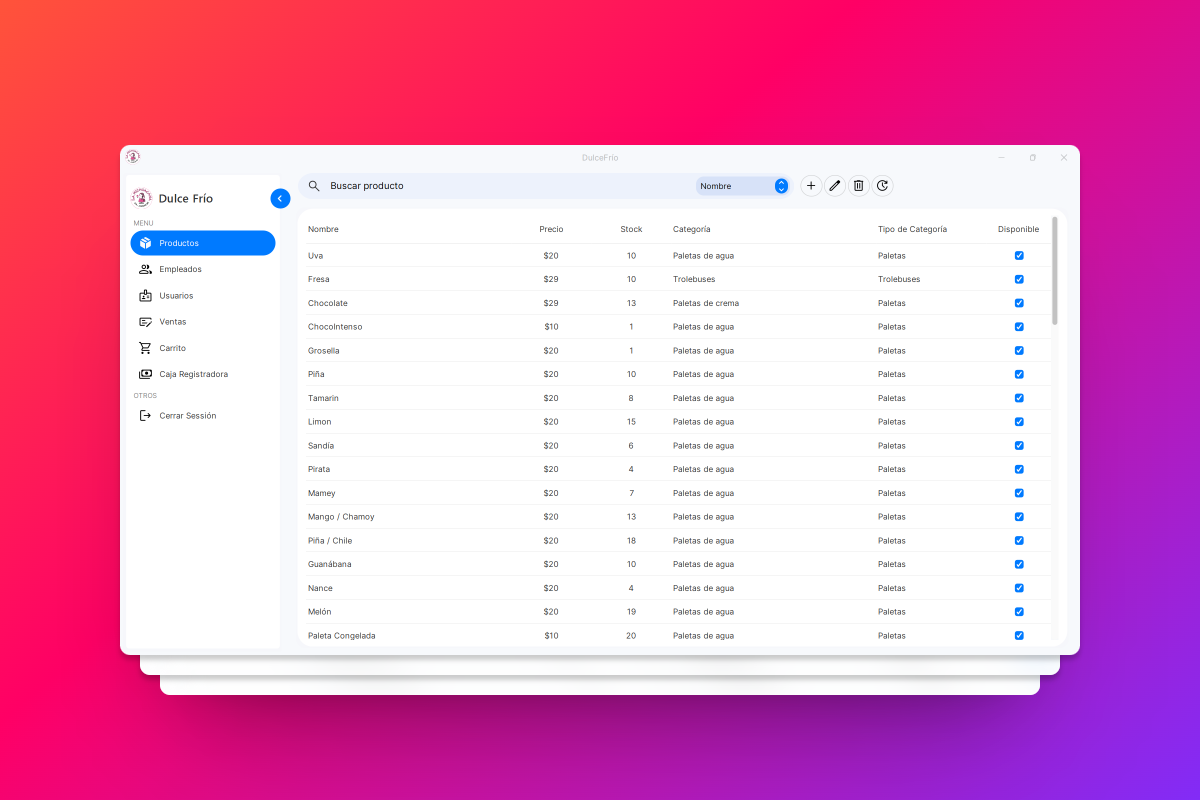 DulceFrío
Dulce Frío
MENU
Productos
Empleados
Usuarios
Ventas
Carrito
Caja Registradora
OTROS
Cerrar Sessión
Buscar producto
Nombre
Nombre Precio Stock Categoría Tipo de Categoría Disponible
Uva $20 10 Paletas de agua Paletas
Fresa $29 10 Trolebuses Trolebuses
Chocolate $29 13 Paletas de crema Paletas
ChocoIntenso $10 1 Paletas de agua Paletas
Grosella $20 1 Paletas de agua Paletas
Piña $20 10 Paletas de agua Paletas
Tamarin $20 8 Paletas de agua Paletas
Limon $20 15 Paletas de agua Paletas
Sandía $20 6 Paletas de agua Paletas
Pirata $20 4 Paletas de agua Paletas
Mamey $20 7 Paletas de agua Paletas
Mango / Chamoy $20 13 Paletas de agua Paletas
Piña / Chile $20 18 Paletas de agua Paletas
Guanábana $20 10 Paletas de agua Paletas
Nance $20 4 Paletas de agua Paletas
Melón $20 19 Paletas de agua Paletas
Paleta Congelada $10 20 Paletas de agua Paletas